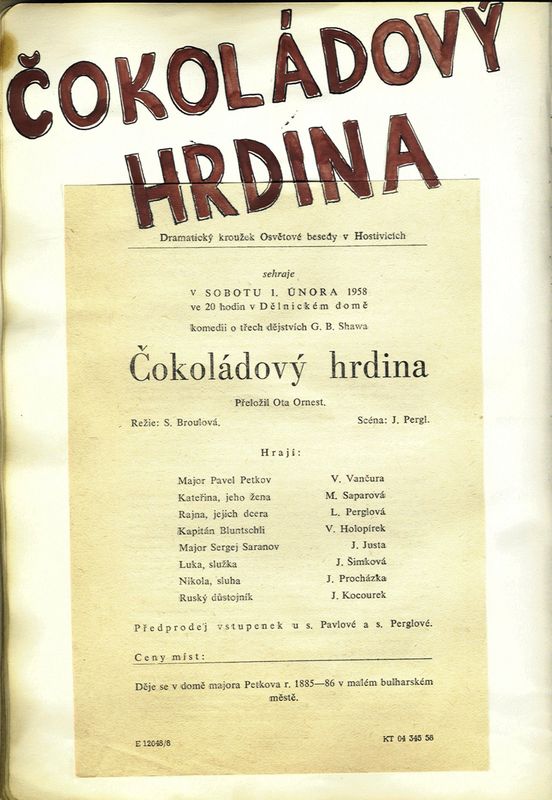 ČOKOLÁDOVÝ
HRDINA
Dramatický kroužek Osvětové besedy v Hostivicích
sehraje
V SOBOTU 1. ÚNORA 1958
ve 20 hodin v Dělnickém domě
komedii o třech dějstvích G. B. Shawa
Čokoládový hrdina
Přeložil Ota Ornest.
Režie: S. Broulová. Scéna: J. Pergl.
Hrají:
Major Pavel Petkov V. Vančura
Kateřina, jeho žena M. Saparová
Rajna, jejich dcera L. Perglová
Kapitán Bluntschli V. Holopírek
Major Sergej Saranov J. Justa
Luka, služka J. Šimková
Nikola, sluha J. Procházka
Ruský důstojník J. Kocourek
Předprodej vstupenek u s. Pavlové a s. Perglové.
Ceny míst:
Děje se v domě majora Petkova r. 1885—86 v malém bulharském
městě.
E 12048/8 KT 04 345 58